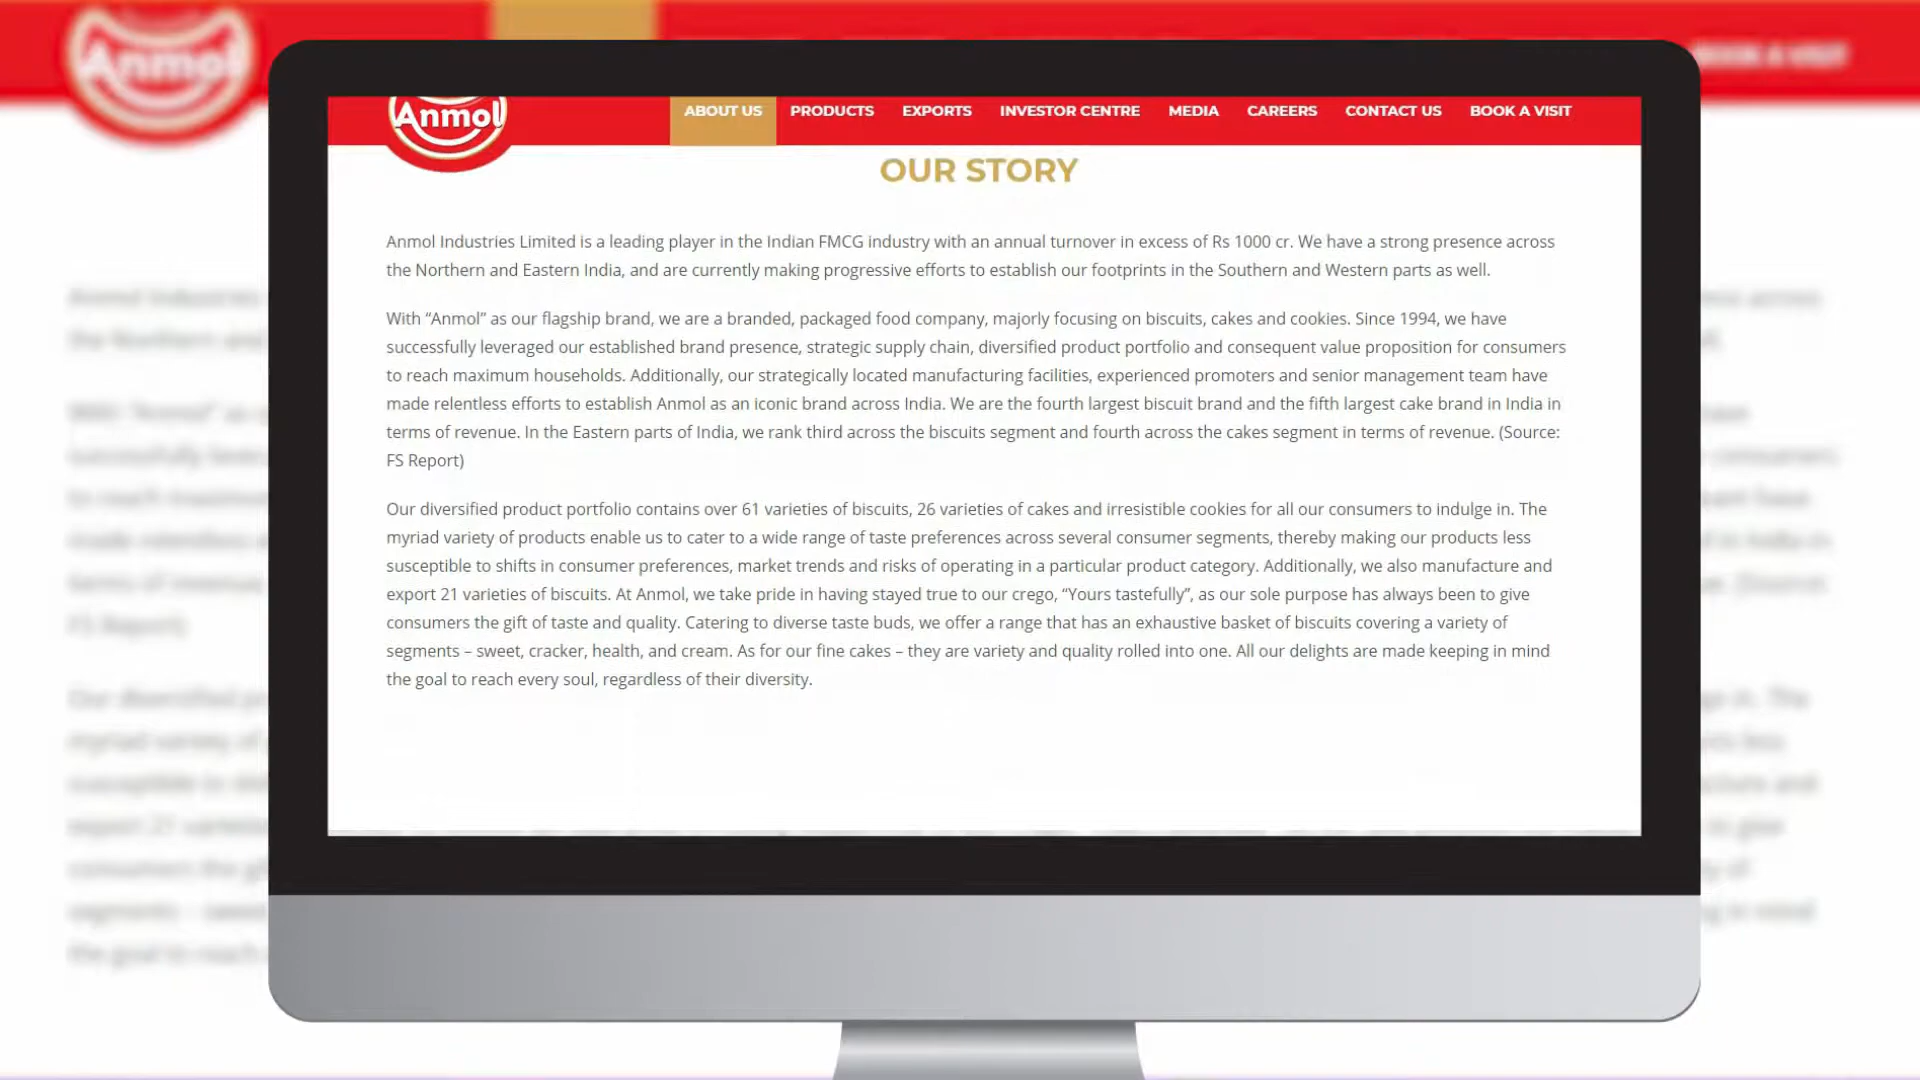 Anmol
BOOK A VISIT
Anmol
ABOUT US PRODUCTS EXPORTS INVESTOR CENTRE MEDIA CAREERS CONTACT US BOOK A VISIT
OUR STORY
Anmol Industries Limited is a leading player in the Indian FMCG industry with an annual turnover in excess of Rs 1000 cr. We have a strong presence across
the Northern and Eastern India, and are currently making progressive efforts to establish our footprints in the Southern and Western parts as well.
With “Anmol” as our flagship brand, we are a branded, packaged food company, majorly focusing on biscuits, cakes and cookies. Since 1994, we have
successfully leveraged our established brand presence, strategic supply chain, diversified product portfolio and consequent value proposition for consumers
to reach maximum households. Additionally, our strategically located manufacturing facilities, experienced promoters and senior management team have
made relentless efforts to establish Anmol as an iconic brand across India. We are the fourth largest biscuit brand and the fifth largest cake brand in India in
terms of revenue. In the Eastern parts of India, we rank third across the biscuits segment and fourth across the cakes segment in terms of revenue. (Source:
FS Report)
Our diversified product portfolio contains over 61 varieties of biscuits, 26 varieties of cakes and irresistible cookies for all our consumers to indulge in. The
myriad variety of products enable us to cater to a wide range of taste preferences across several consumer segments, thereby making our products less
susceptible to shifts in consumer preferences, market trends and risks of operating in a particular product category. Additionally, we also manufacture and
export 21 varieties of biscuits. At Anmol, we take pride in having stayed true to our crego, “Yours tastefully”, as our sole purpose has always been to give
consumers the gift of taste and quality. Catering to diverse taste buds, we offer a range that has an exhaustive basket of biscuits covering a variety of
segments – sweet, cracker, health, and cream. As for our fine cakes – they are variety and quality rolled into one. All our delights are made keeping in mind
the goal to reach every soul, regardless of their diversity.